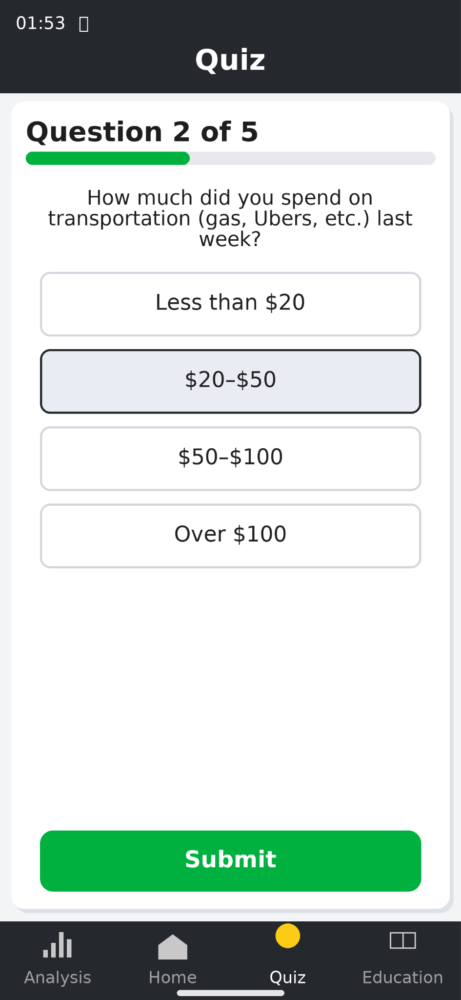 01:53
Quiz
Question 2 of 5
How much did you spend on
transportation (gas, Ubers, etc.) last
week?
Less than $20
$20–$50
$50–$100
Over $100
Submit
Analysis
Home
Quiz
Education